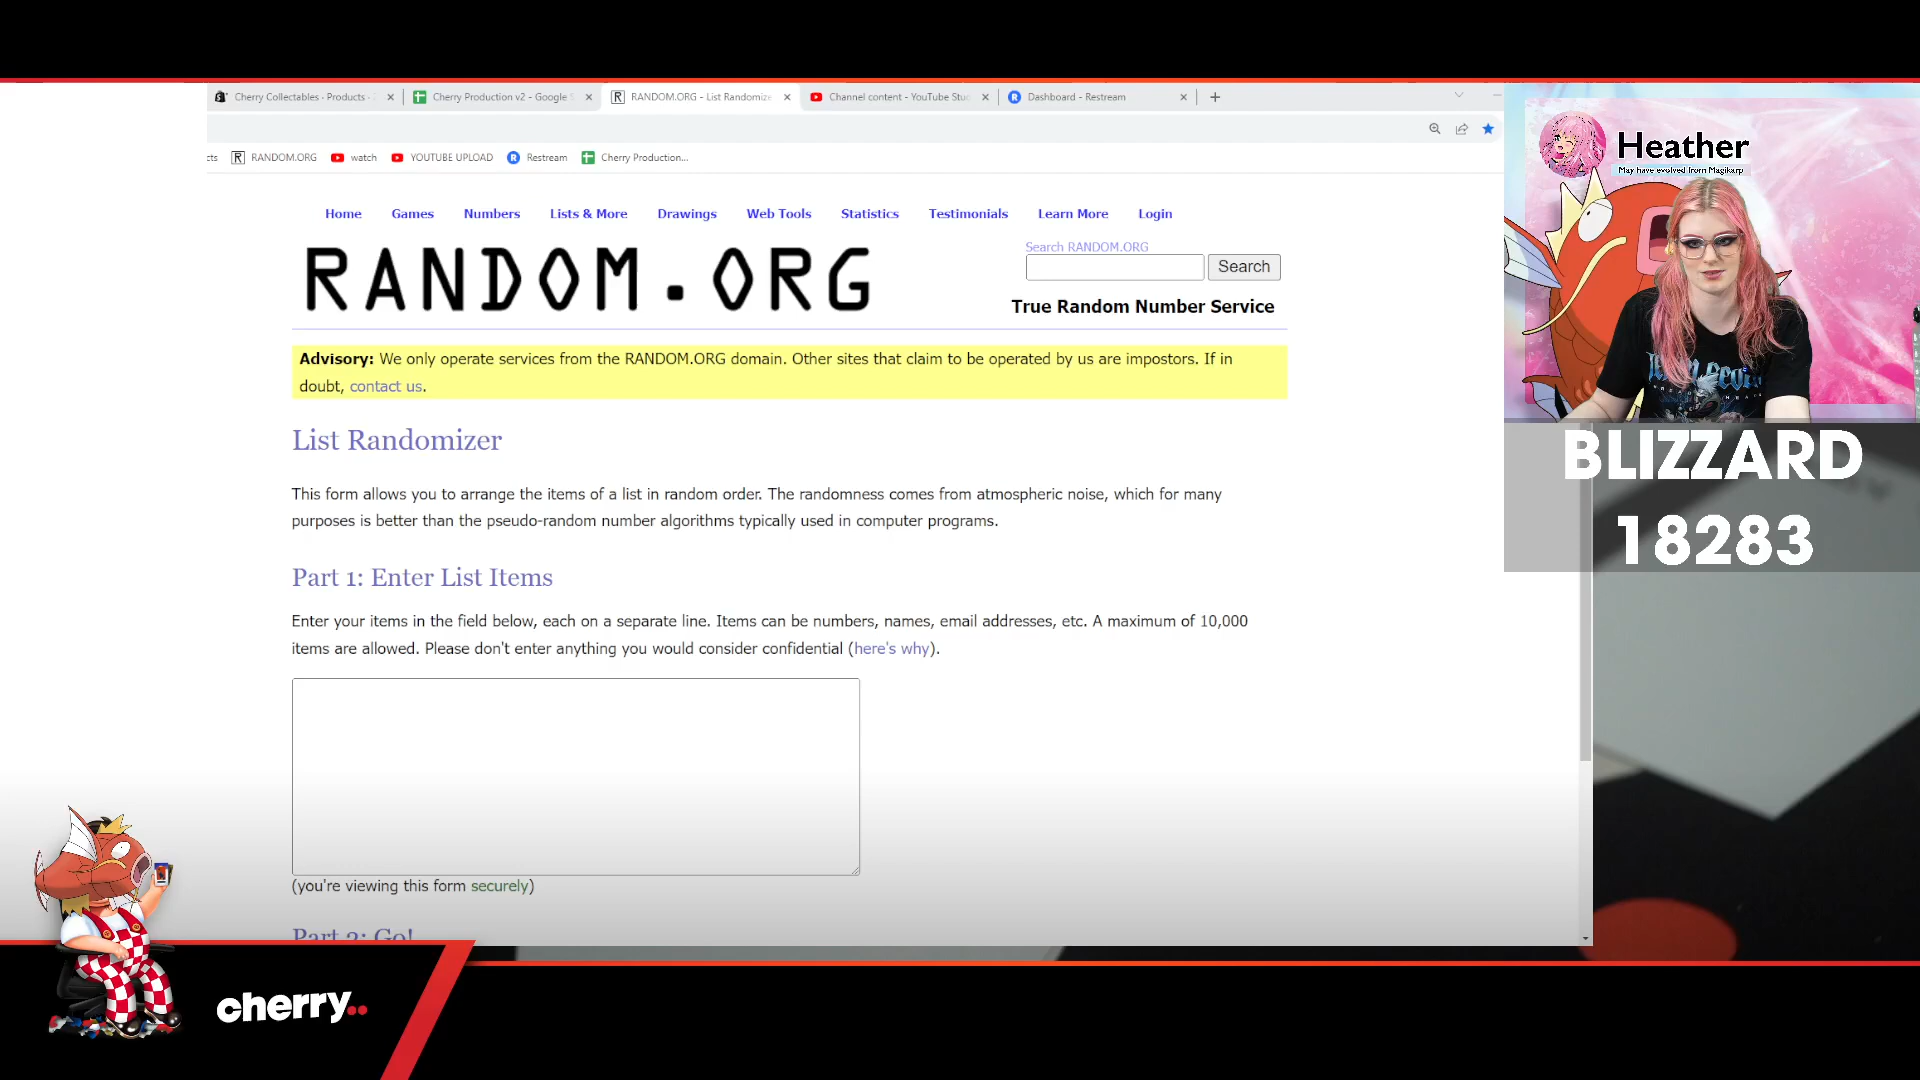 Cherry Collectables · Products ·
Cherry Production v2 - Google S
RANDOM.ORG - List Randomize
Channel content - YouTube Stu
Dashboard - Restream
cts
RANDOM.ORG
watch
YOUTUBE UPLOAD
Restream
Cherry Production...
Home Games Numbers Lists & More Drawings Web Tools Statistics Testimonials Learn More Login
RANDOM.ORG
Search RANDOM.ORG
Search
True Random Number Service
Advisory: We only operate services from the RANDOM.ORG domain. Other sites that claim to be operated by us are impostors. If in
doubt, contact us.
List Randomizer
This form allows you to arrange the items of a list in random order. The randomness comes from atmospheric noise, which for many
purposes is better than the pseudo-random number algorithms typically used in computer programs.
Part 1: Enter List Items
Enter your items in the field below, each on a separate line. Items can be numbers, names, email addresses, etc. A maximum of 10,000
items are allowed. Please don't enter anything you would consider confidential (here's why).
(you're viewing this form securely)
Part 2: Go!
Heather
May have evolved from Magikarp
BLIZZARD
18283
cherry..